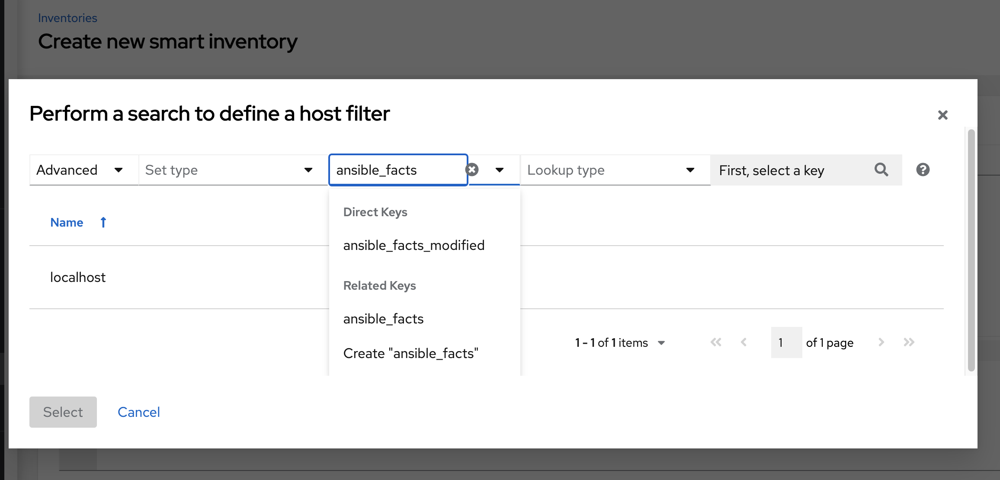 Inventories
Create new smart inventory
Perform a search to define a host filter
Advanced Set type ansible_facts Lookup type First, select a key
Direct Keys
Name
ansible_facts_modified
localhost
Related Keys
ansible_facts
1 - 1 of 1 items 1 of 1 page
Create "ansible_facts"
Select Cancel